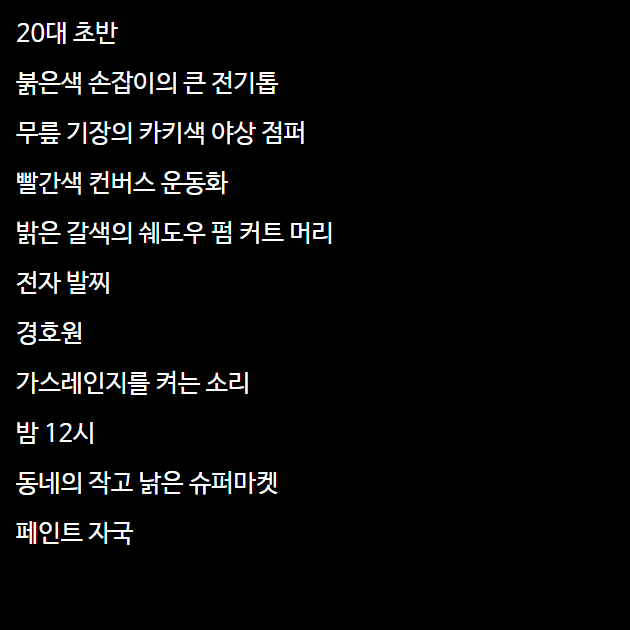 20대 초반
붉은색 손잡이의 큰 전기톱
무릎 기장의 카키색 야상 점퍼
빨간색 컨버스 운동화
밝은 갈색의 쉐도우 펌 커트 머리
전자 발찌
경호원
가스레인지를 켜는 소리
밤 12시
동네의 작고 낡은 슈퍼마켓
페인트 자국